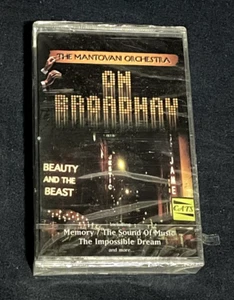 THE MANTOVANI ORCHESTRA
ON
BROADWAY
BEAUTY
AND THE
BEAST
CATS
Memory / The Sound Of Music
The Impossible Dream
and more